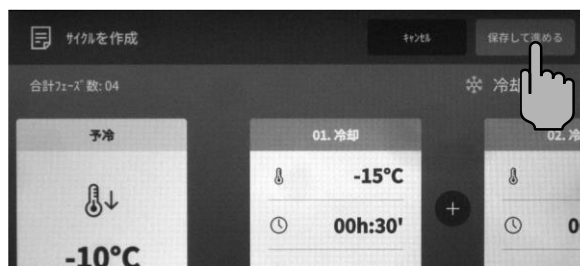 サイクルを作成
キャンセル
保存して進める
合計フェーズ数: 04
冷却
予冷
01. 冷却
02. 冷
-15°C
00h:30'
-10°C